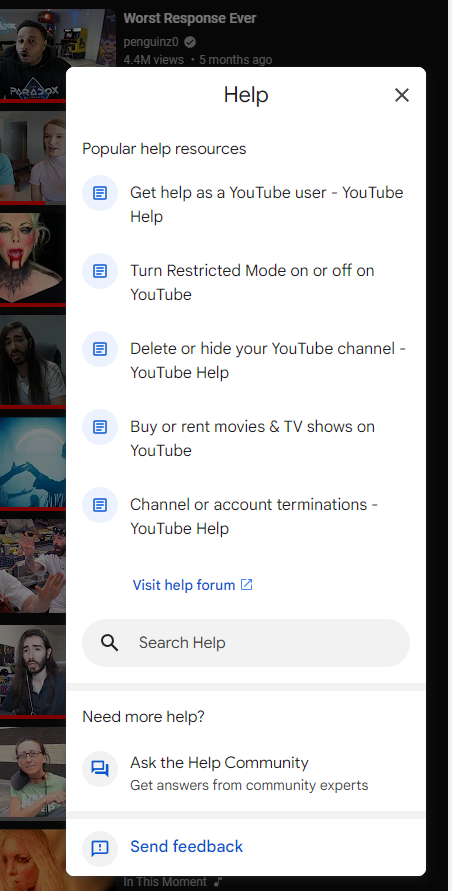 Worst Response Ever
penguinz0
4.4M views • 5 months ago
PARADOX
Help
Popular help resources
Get help as a YouTube user - YouTube
Help
Turn Restricted Mode on or off on
YouTube
Delete or hide your YouTube channel -
YouTube Help
Buy or rent movies & TV shows on
YouTube
Channel or account terminations -
YouTube Help
Visit help forum
Search Help
Need more help?
Ask the Help Community
Get answers from community experts
Send feedback
In This Moment